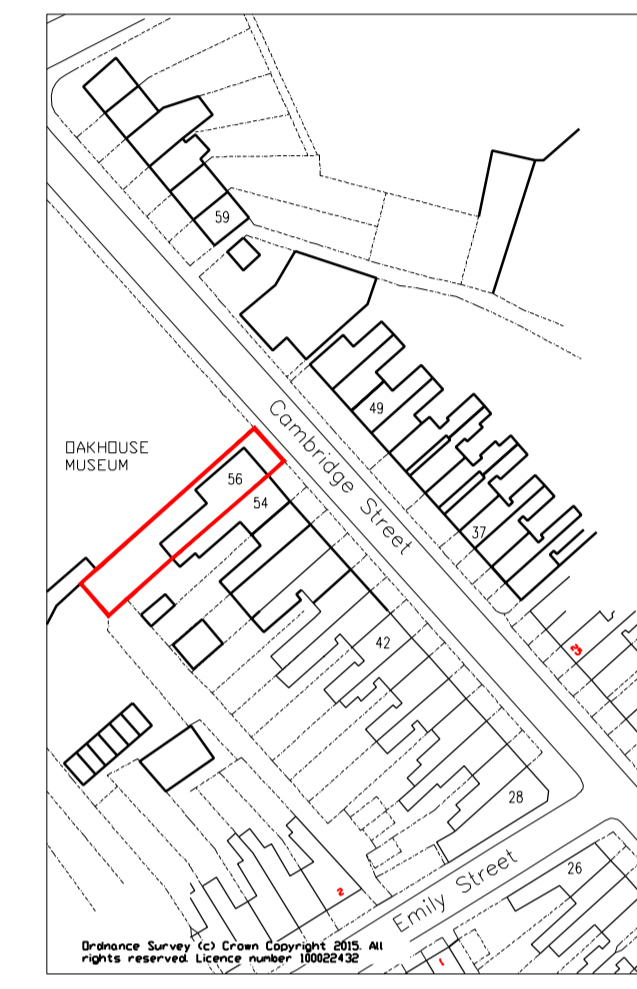 59
Cambridge Street
49
OAKHOUSE
MUSEUM
56
54
37
42
23
28
26
2
Emily Street
1
Ordnance Survey (c) Crown Copyright 2015. All
rights reserved. Licence number 100022432